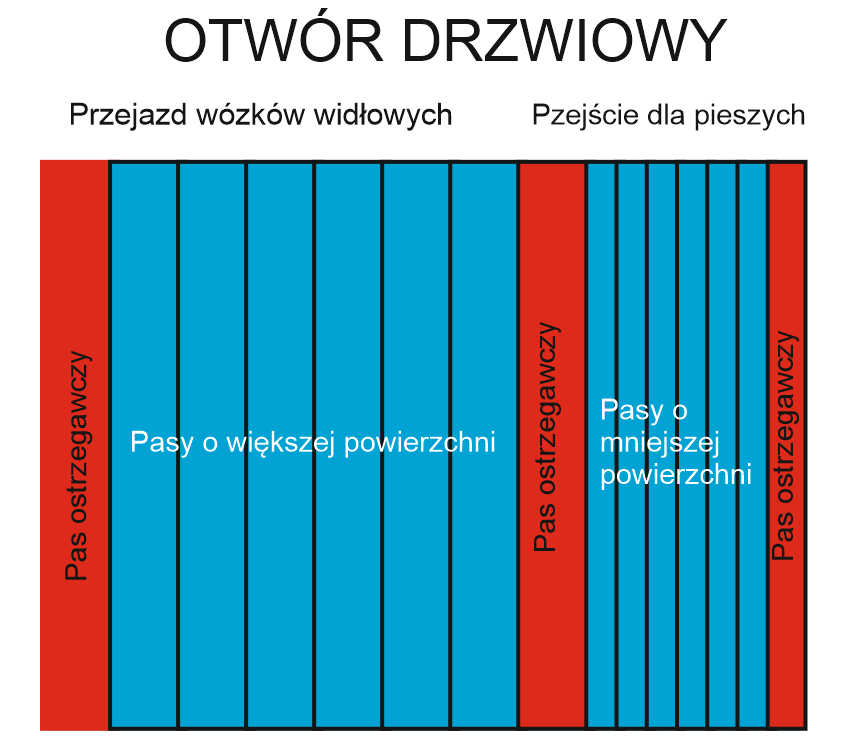 OTWÓR DRZWIOWY
Przejazd wózków widłowych
Pzejście dla pieszych
Pas ostrzegawczy
Pasy o większej powierzchni
Pas ostrzegawczy
Pasy o
mniejszej
powierzchni
Pas ostrzegawczy